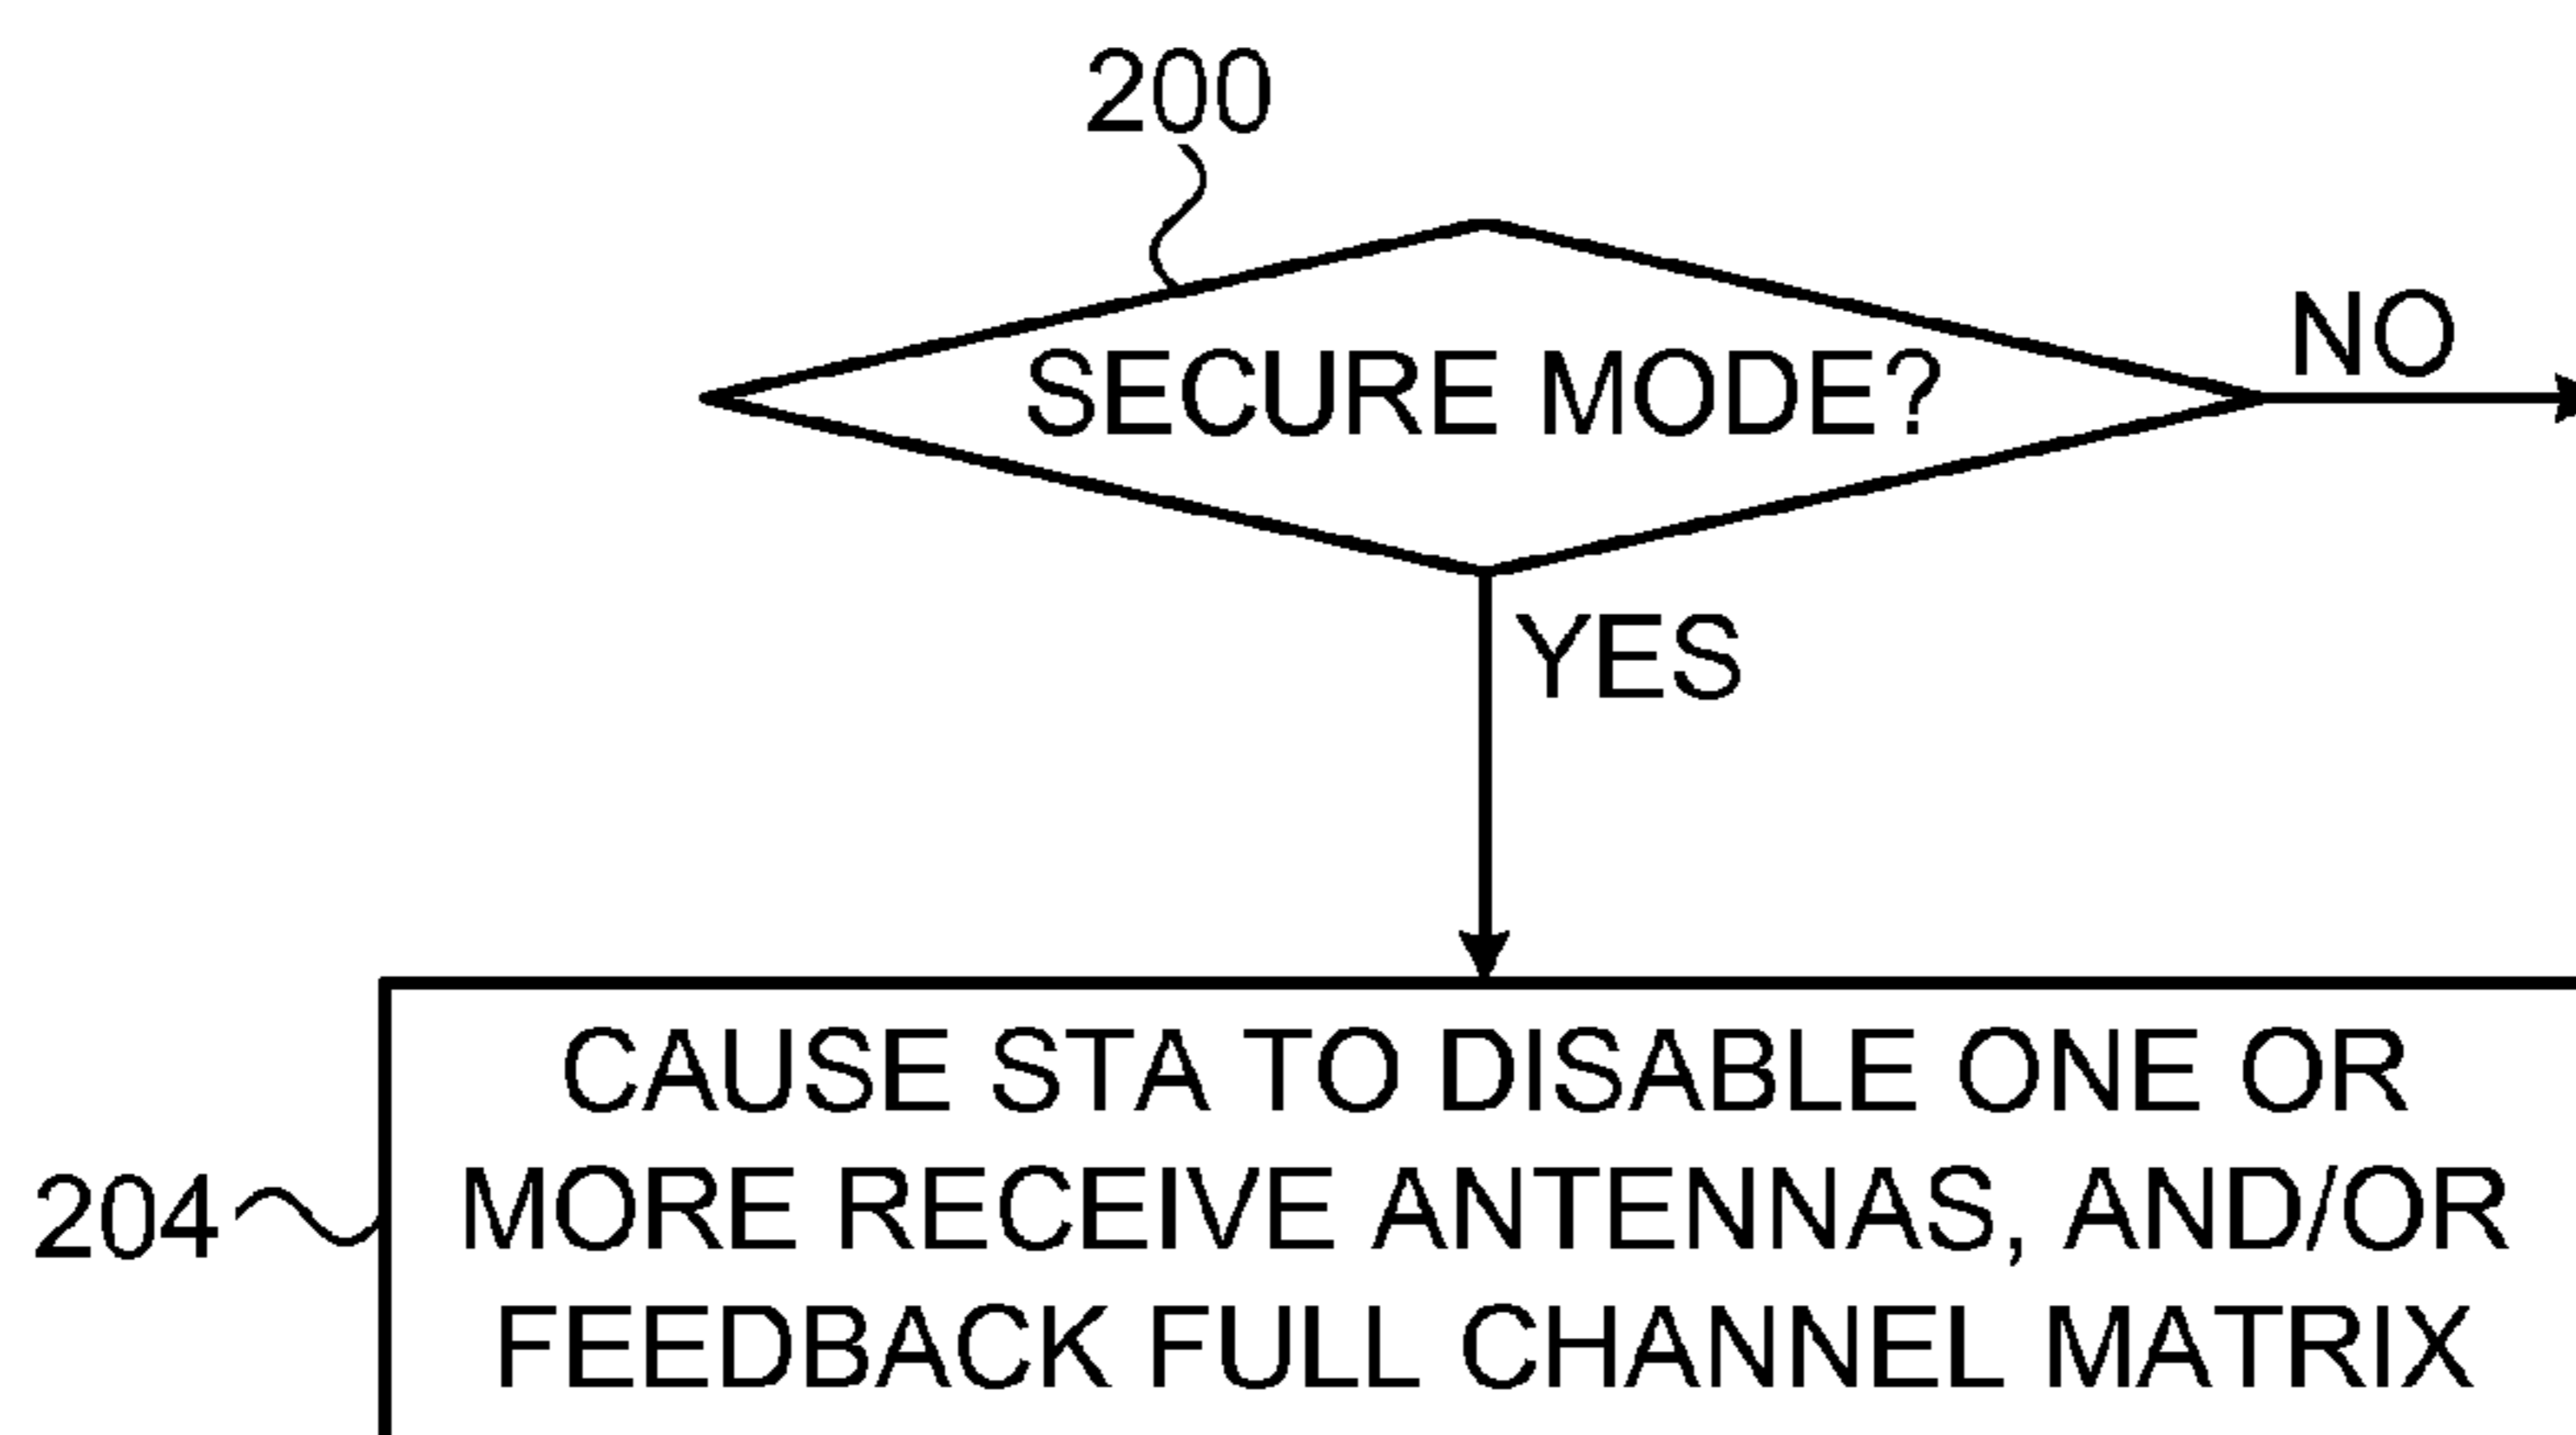 200
SECURE MODE?
NO
YES
CAUSE STA TO DISABLE ONE OR
204 MORE RECEIVE ANTENNAS, AND/OR
FEEDBACK FULL CHANNEL MATRIX